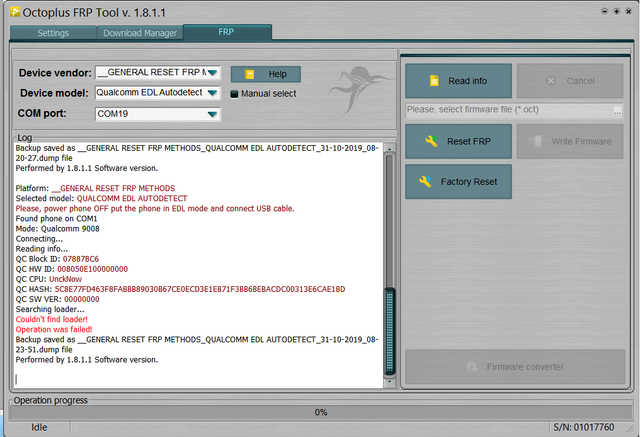 Octoplus FRP Tool v. 1.8.1.1
Settings
Download Manager
FRP
Device vendor:
__GENERAL RESET FRP M
Help
Device model:
Qualcomm EDL Autodetect
Manual select
COM port:
COM19
Read info
Cancel
Please, select firmware file (*.oct)
...
Reset FRP
Write Firmware
Factory Reset
Log
Backup saved as __GENERAL RESET FRP METHODS_QUALCOMM EDL AUTODETECT_31-10-2019_08-
20-27.dump file
Performed by 1.8.1.1 Software version.
Platform: __GENERAL RESET FRP METHODS
Selected model: QUALCOMM EDL AUTODETECT
Please, power phone OFF put the phone in EDL mode and connect USB cable.
Found phone on COM1
Mode: Qualcomm 9008
Connecting...
Reading info...
QC Block ID: 07887BC6
QC HW ID: 008050E100000000
QC CPU: UnckNow
QC HASH: 5C8E77FD463F8FABBB89030B67CE0ECD3E1EB71F3BB6BEBACDC00313E6CAE1BD
QC SW VER: 00000000
Searching loader...
Couldn't find loader!
Operation was failed!
Backup saved as __GENERAL RESET FRP METHODS_QUALCOMM EDL AUTODETECT_31-10-2019_08-
23-51.dump file
Performed by 1.8.1.1 Software version.
Firmware converter
Operation progress
0%
Idle
S/N: 01017760